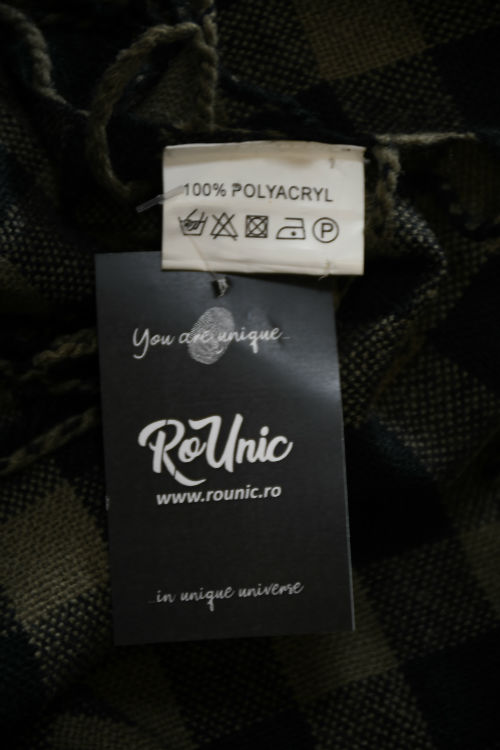 100% POLYACRYL
P
You are unique...
RoUnic
www.rounic.ro
...in unique universe